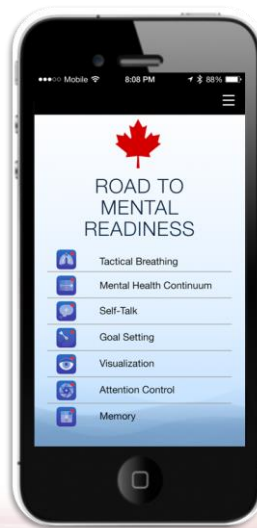 ●●●○○ Mobile 8:08 PM 88%
ROAD TO
MENTAL
READINESS
Tactical Breathing
Mental Health Continuum
Self-Talk
Goal Setting
Visualization
Attention Control
Memory